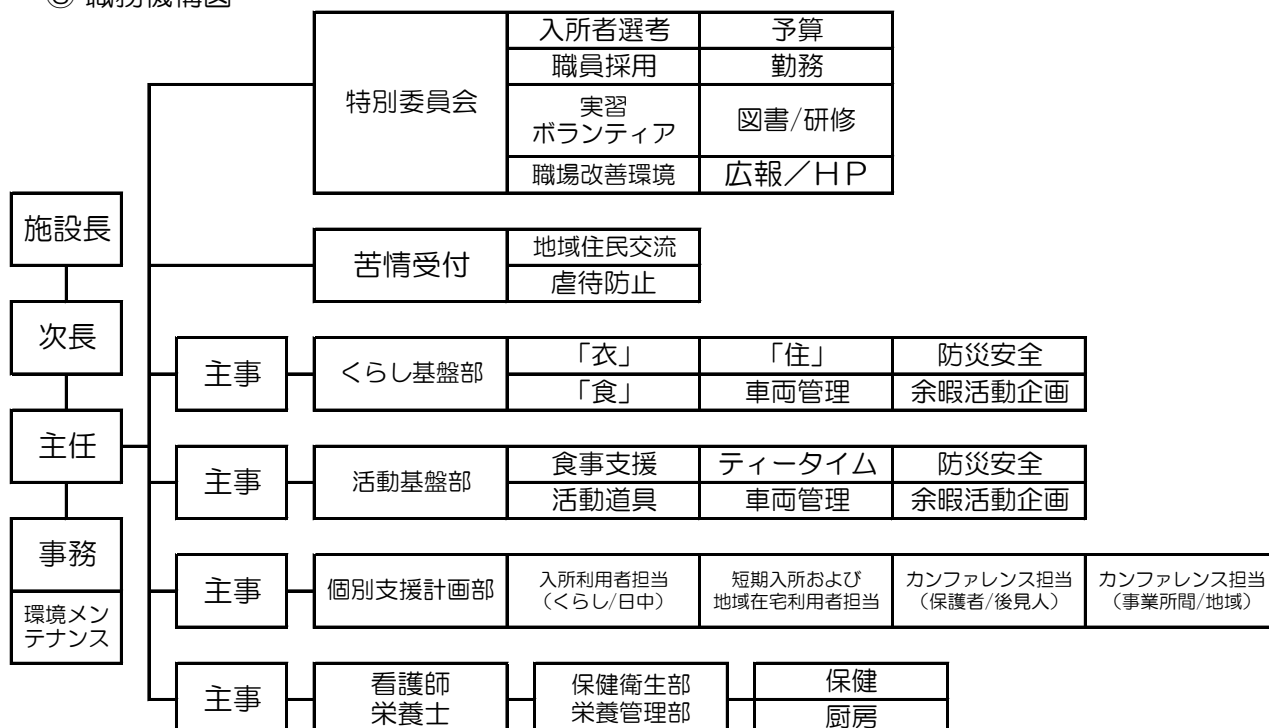 職務機構図
入所者選考 予算
職員採用 勤務
特別委員会
実習
ボランティア
図書/研修
職場改善環境 広報／ＨＰ
施設長
苦情受付
地域住民交流
虐待防止
次長
主事
くらし基盤部
「衣」 「住」 防災安全
「食」 車両管理 余暇活動企画
主任
主事
活動基盤部
食事支援 ティータイム 防災安全
活動道具 車両管理 余暇活動企画
事務
環境メン
テナンス
主事
個別支援計画部
入所利用者担当
（くらし/日中）
短期入所および
地域在宅利用者担当
カンファレンス担当
（保護者/後見人）
カンファレンス担当
（事業所間/地域）
主事
看護師
栄養士
保健衛生部
栄養管理部
保健
厨房